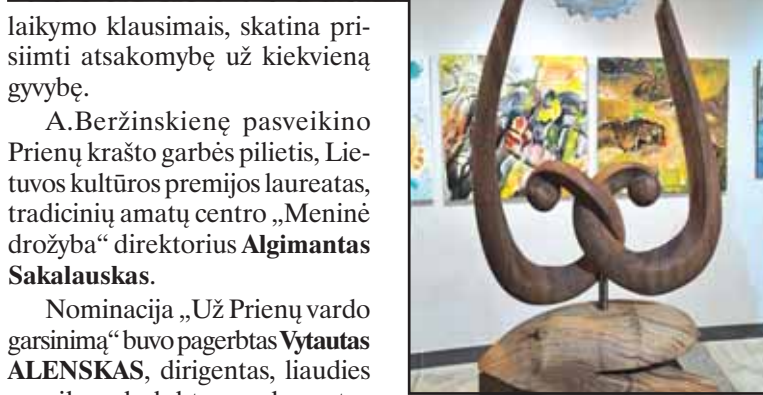 laikymo klausimais, skatina pri-
siimti atsakomybę už kiekvieną
gyvybę.
A.Beržinskienę pasveikino
Prienų krašto garbės pilietis, Lie-
tuvos kultūros premijos laureatas,
tradicinių amatų centro „Meninė
drožyba“ direktorius Algimantas
Sakalauskas.
Nominacija „Už Prienų vardo
garsinimą“ buvo pagerbtas Vytautas
ALENSKAS, dirigentas, liaudies